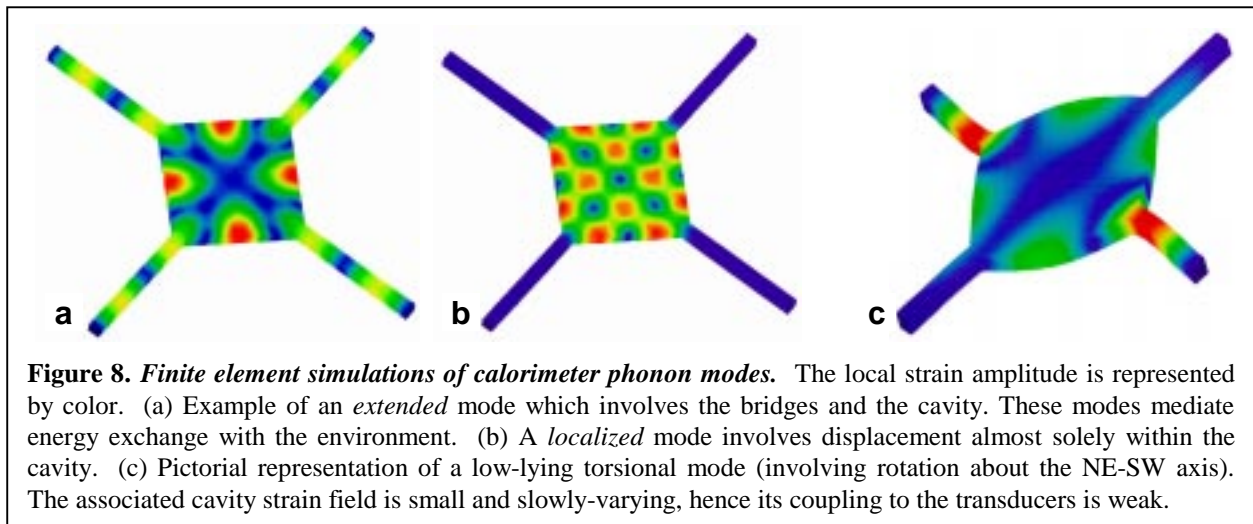 a b c
Figure 8. Finite element simulations of calorimeter phonon modes. The local strain amplitude is represented
by color. (a) Example of an extended mode which involves the bridges and the cavity. These modes mediate
energy exchange with the environment. (b) A localized mode involves displacement almost solely within the
cavity. (c) Pictorial representation of a low-lying torsional mode (involving rotation about the NE-SW axis).
The associated cavity strain field is small and slowly-varying, hence its coupling to the transducers is weak.